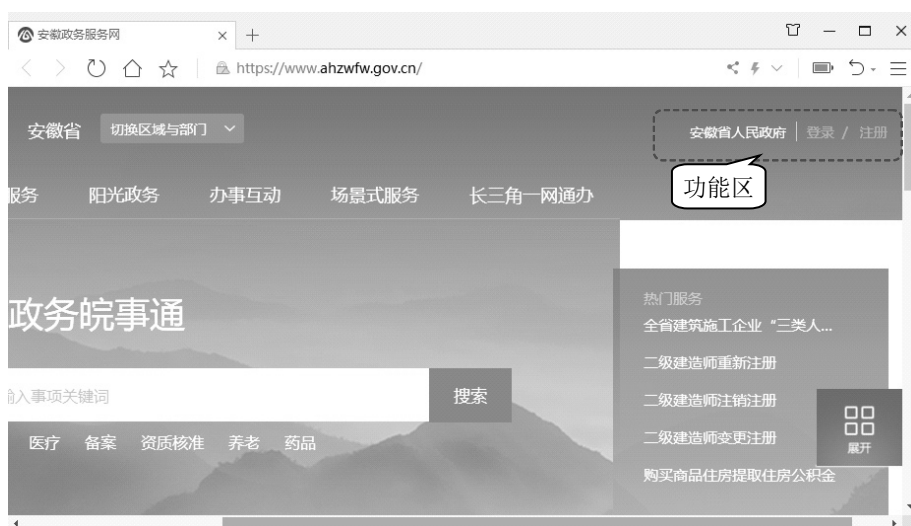 安徽政务服务网
https://www.ahzwfw.gov.cn/
安徽省 切换区域与部门 安徽省人民政府 登录 / 注册
功能区
服务 阳光政务 办事互动 场景式服务 长三角一网通办
政务皖事通
热门服务
全省建筑施工企业“三类人...
二级建造师重新注册
输入事项关键词 搜索
二级建造师注销注册
医疗 备案 资质核准 养老 药品
二级建造师变更注册
展开
购买商品住房提取住房公积金